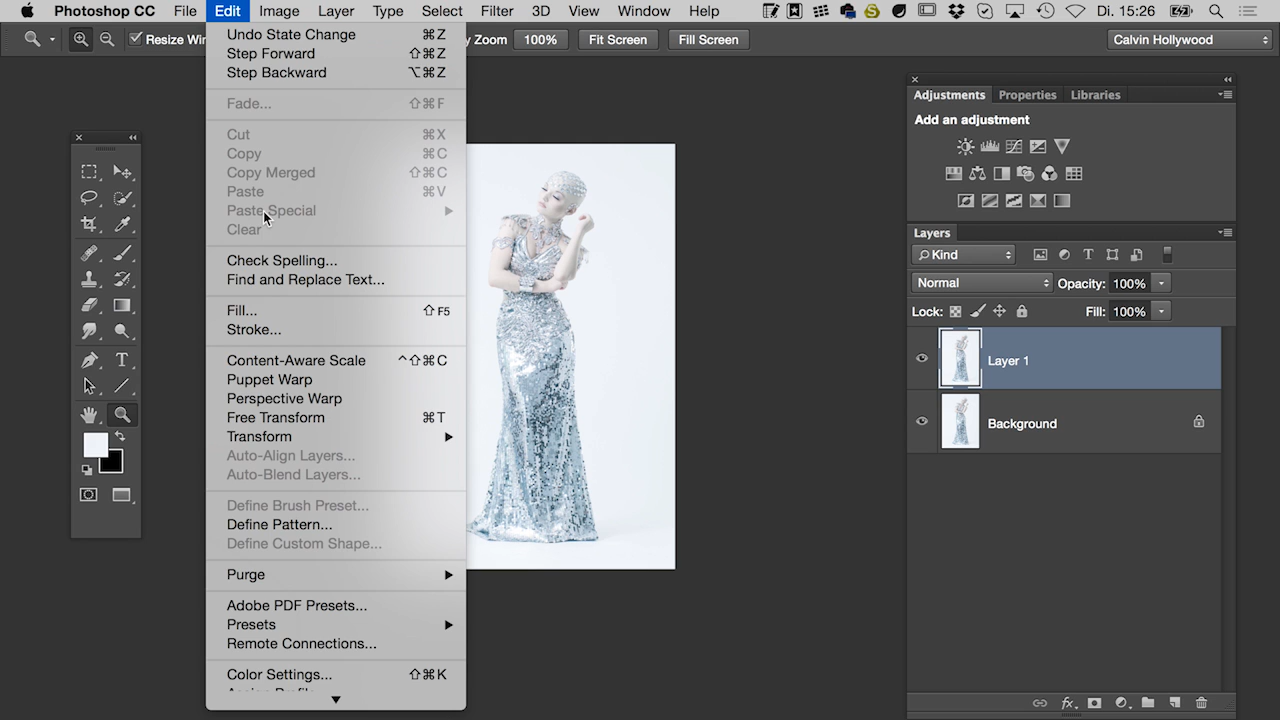 Photoshop CC File Edit Image Layer Type Select Filter 3D View Window Help Di. 15:26
Resize Win y Zoom 100% Fit Screen Fill Screen Calvin Hollywood
Undo State Change ⌘Z
Step Forward ⇧⌘Z
Step Backward ⌥⌘Z
Fade... ⇧⌘F
Cut ⌘X
Copy ⌘C
Copy Merged ⇧⌘C
Paste ⌘V
Paste Special
Clear
Check Spelling...
Find and Replace Text...
Fill... ⇧F5
Stroke...
Content-Aware Scale ^⇧⌘C
Puppet Warp
Perspective Warp
Free Transform ⌘T
Transform
Auto-Align Layers...
Auto-Blend Layers...
Define Brush Preset...
Define Pattern...
Define Custom Shape...
Purge
Adobe PDF Presets...
Presets
Remote Connections...
Color Settings... ⇧⌘K
Adjustments Properties Libraries
Add an adjustment
Layers
Kind
Normal Opacity: 100%
Lock: Fill: 100%
Layer 1
Background